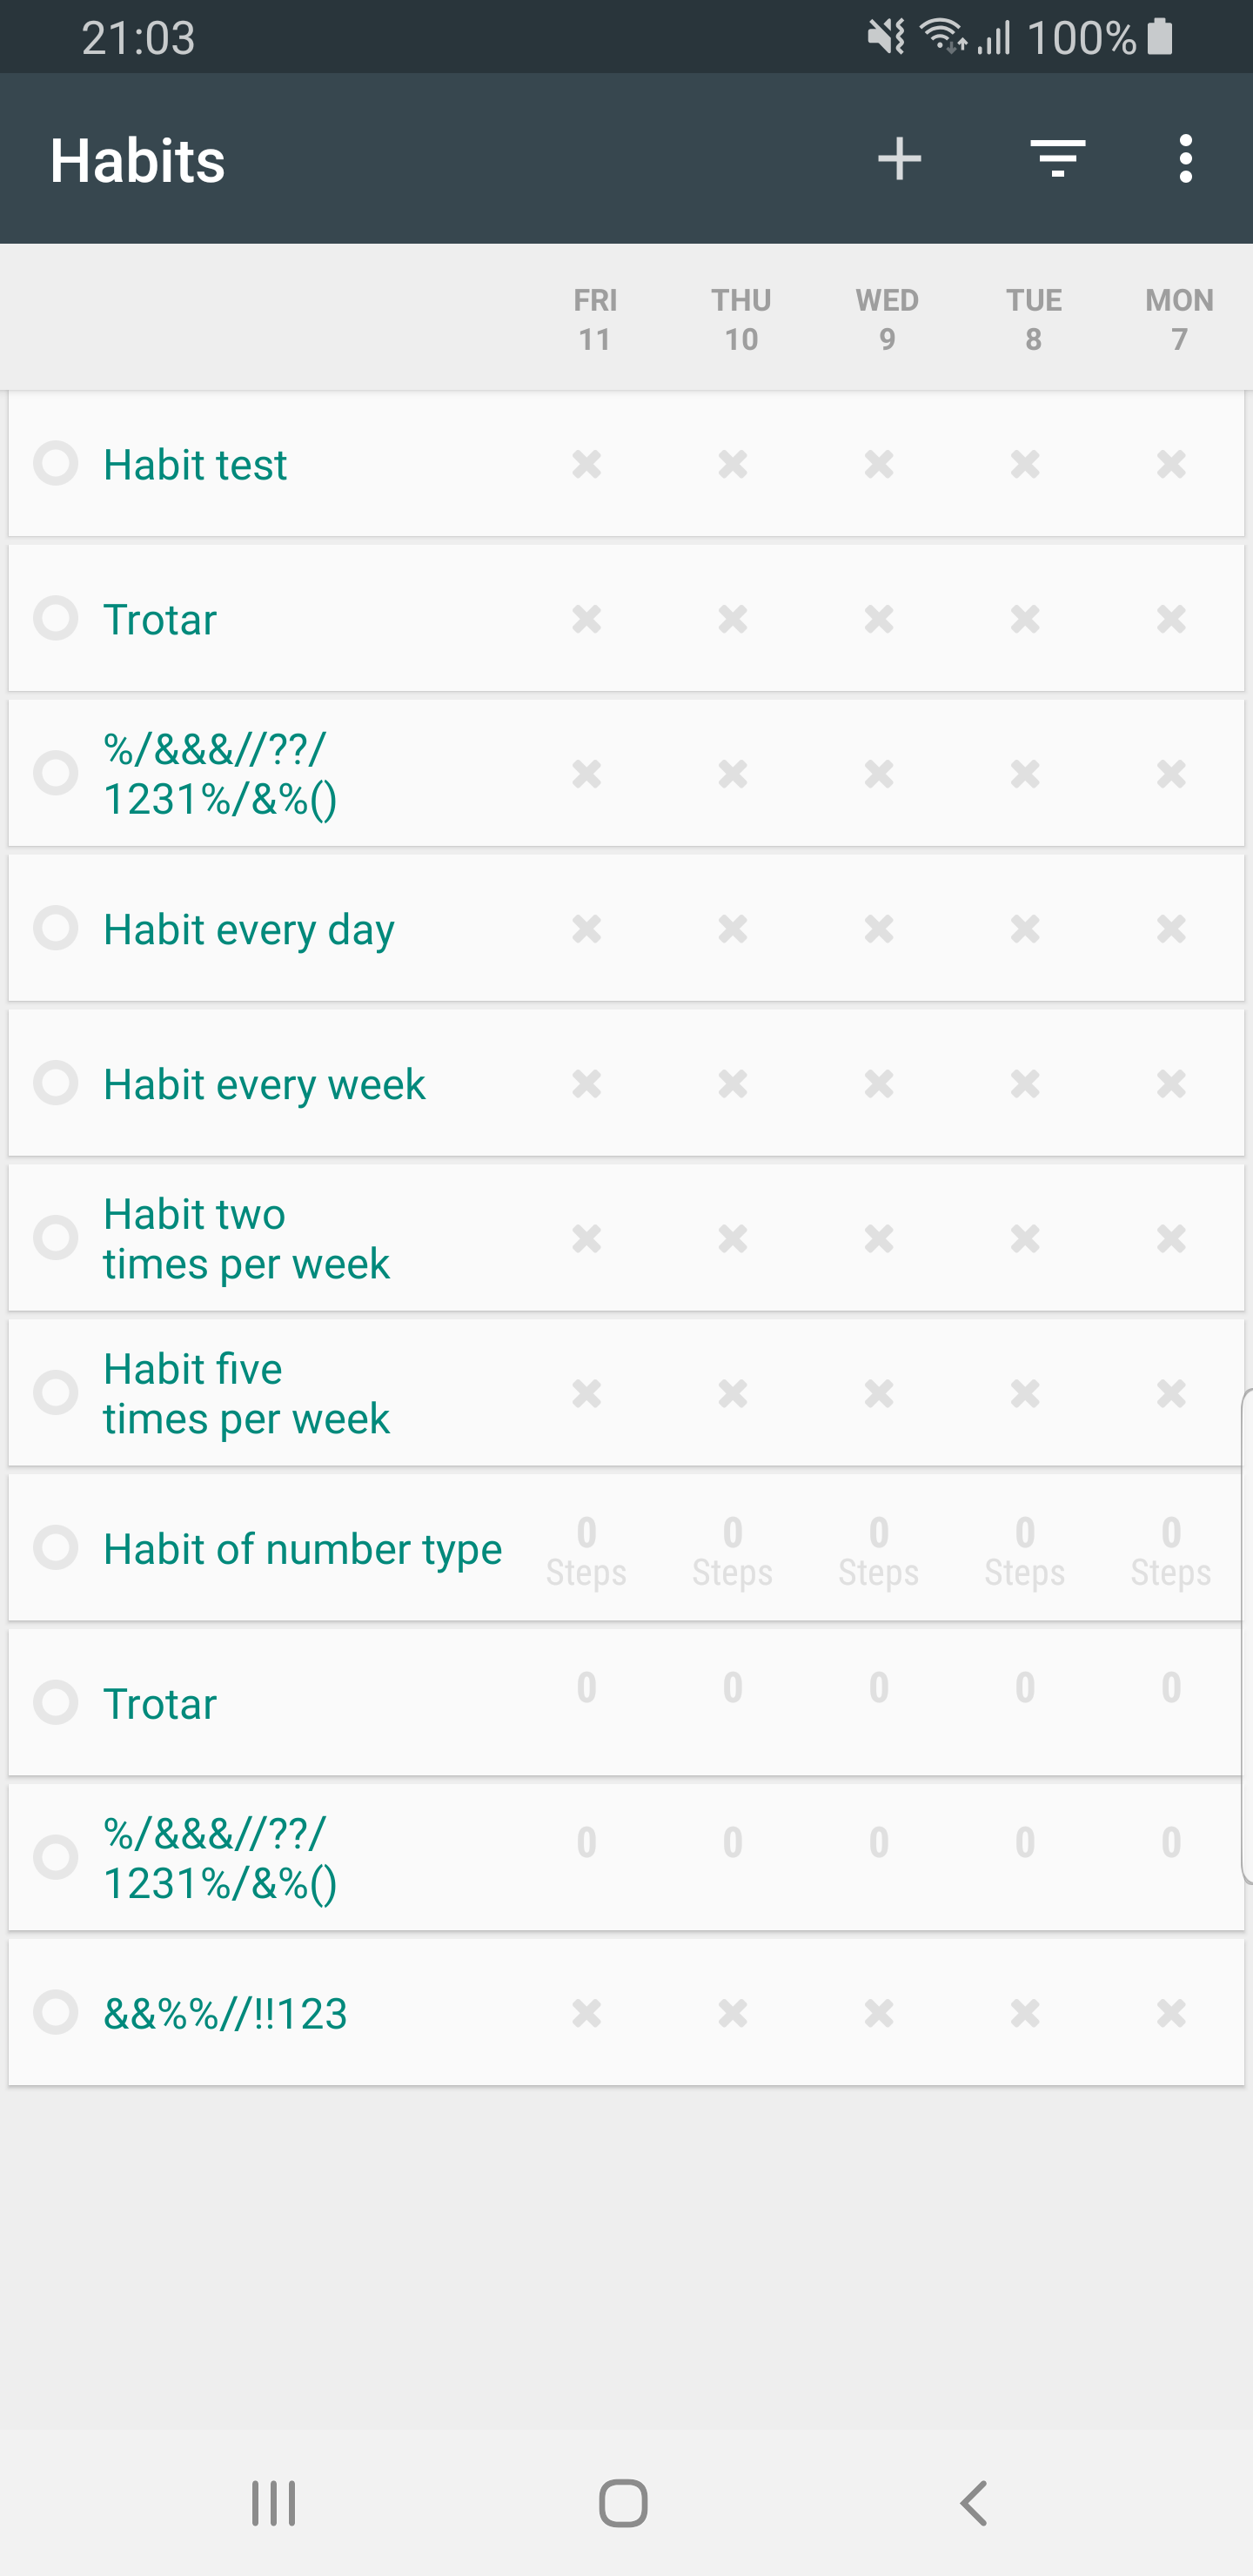 21:03 100%
Habits
FRI THU WED TUE MON
11 10 9 8 7
Habit test
Trotar
%/&&&//??/
1231%/&%()
Habit every day
Habit every week
Habit two
times per week
Habit five
times per week
Habit of number type
0 0 0 0 0
Steps Steps Steps Steps Steps
Trotar 0 0 0 0 0
%/&&&//??/
1231%/&%()
0 0 0 0 0
&&%%//!!123